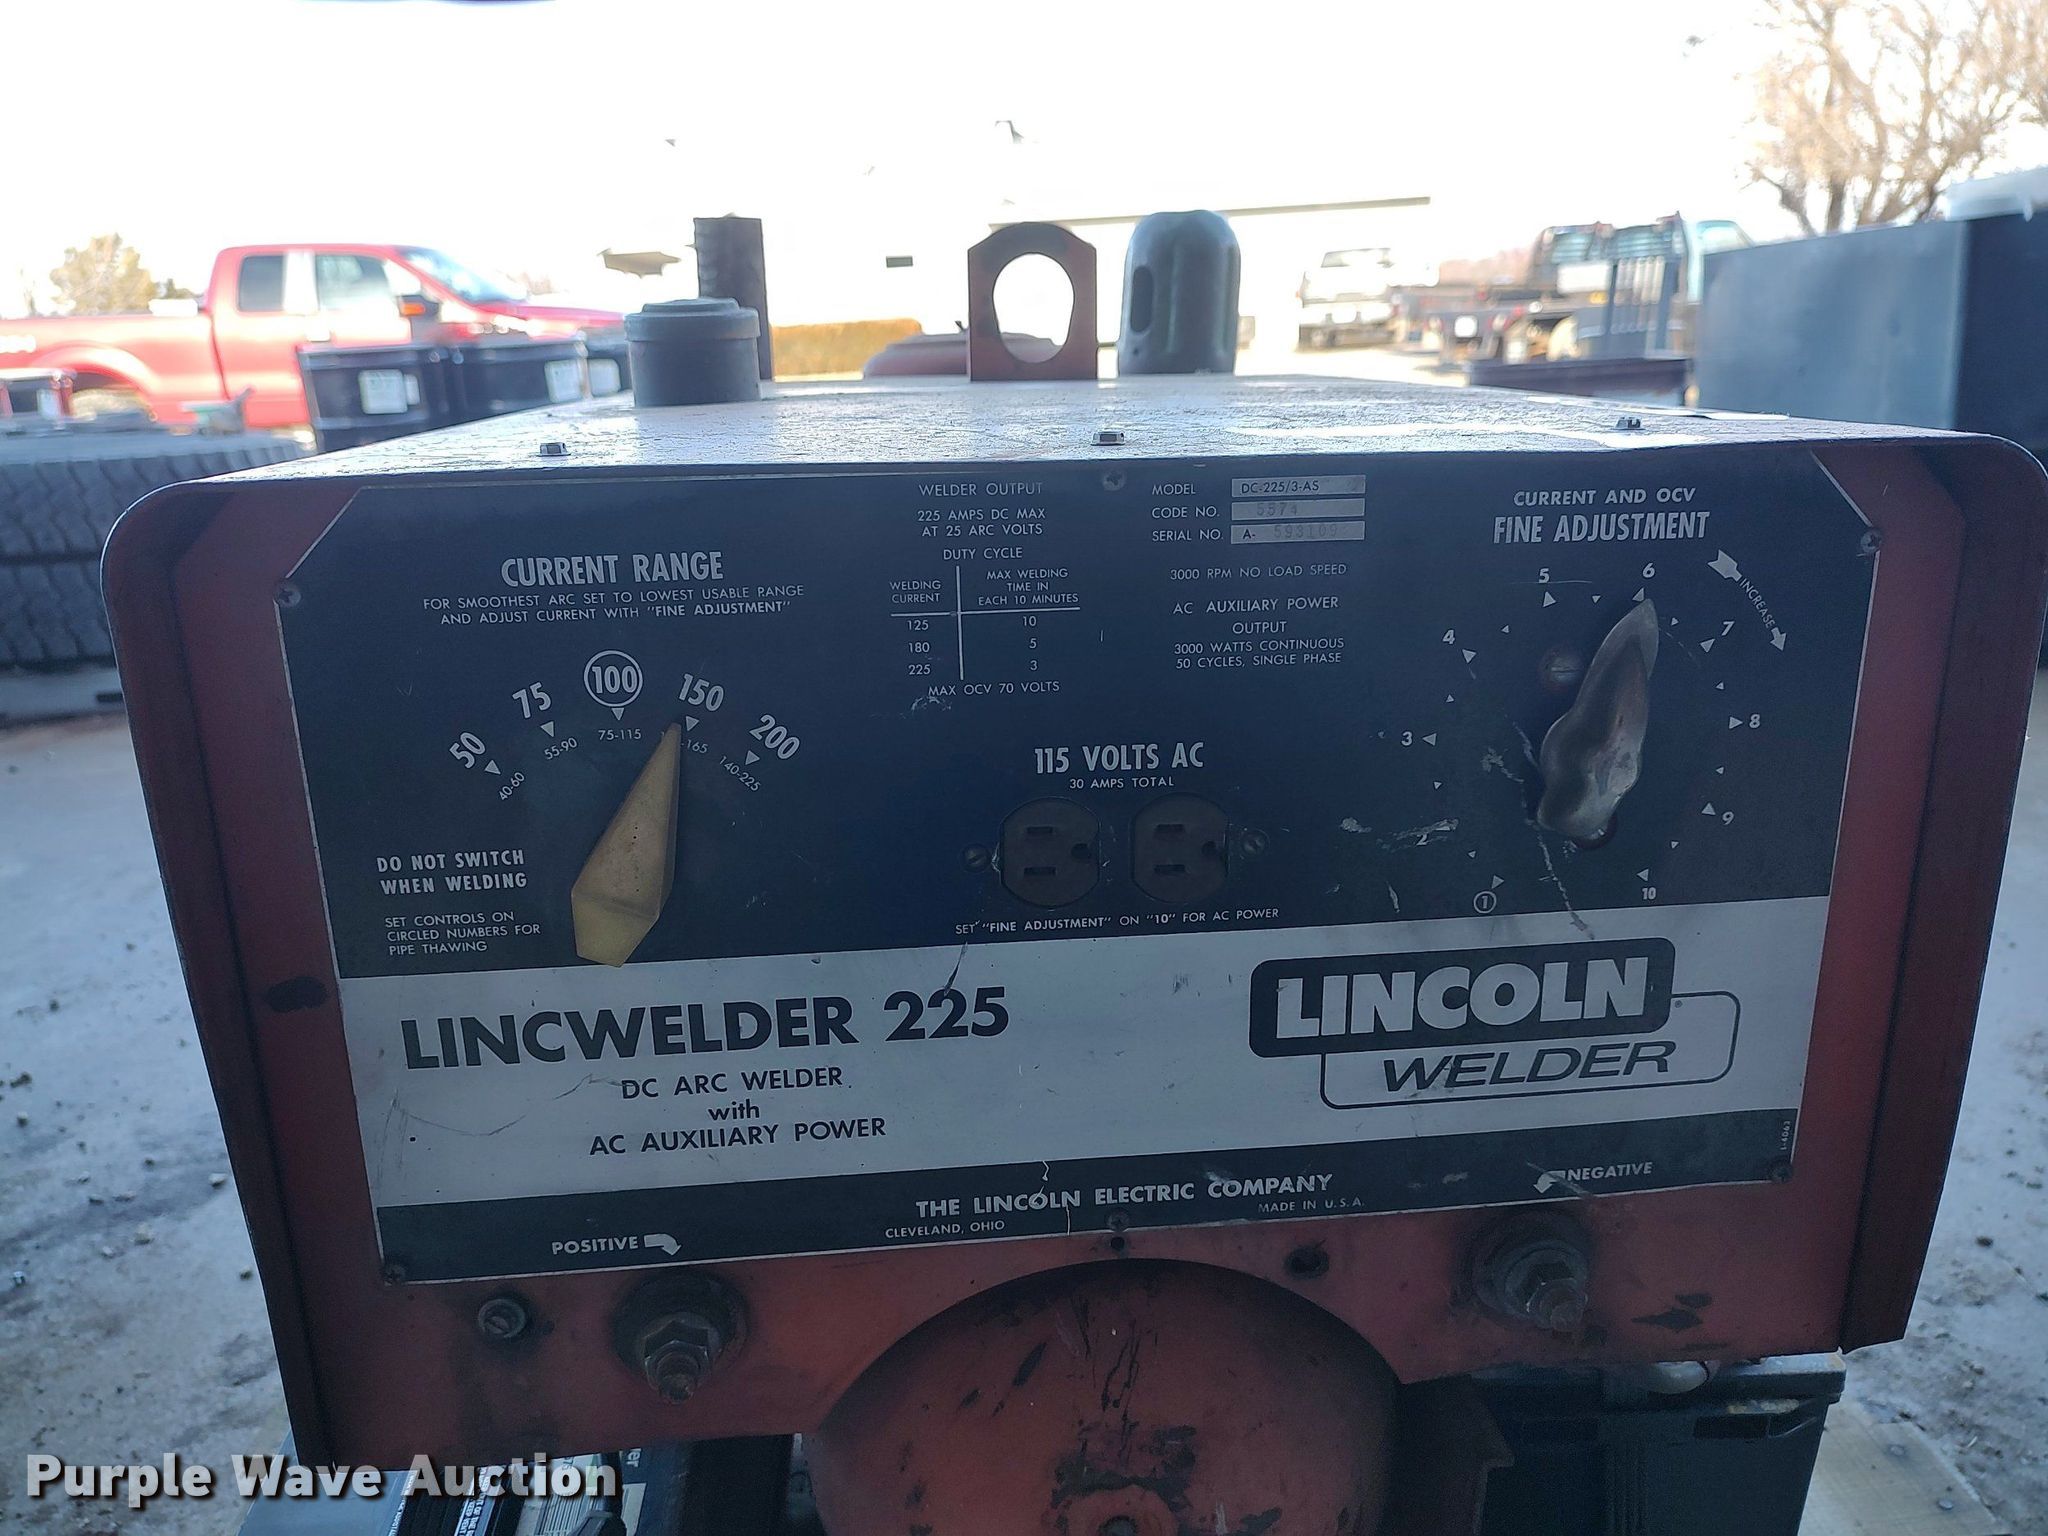 WELDER OUTPUT
225 AMPS DC MAX
AT 25 ARC VOLTS
DUTY CYCLE
WELDING CURRENT
MAX WELDING TIME IN EACH 10 MINUTES
125 10
180 5
225 3
MAX OCV 70 VOLTS
MODEL DC-225/3-AS
CODE NO. 5574
SERIAL NO. A- 593109
3000 RPM NO LOAD SPEED
AC AUXILIARY POWER
OUTPUT
3000 WATTS CONTINUOUS
50 CYCLES, SINGLE PHASE
CURRENT RANGE
FOR SMOOTHEST ARC SET TO LOWEST USABLE RANGE
AND ADJUST CURRENT WITH "FINE ADJUSTMENT"
50 75 100 150 200
40-60 55-90 75-115 -165 140-225
DO NOT SWITCH
WHEN WELDING
SET CONTROLS ON
CIRCLED NUMBERS FOR
PIPE THAWING
115 VOLTS AC
30 AMPS TOTAL
SET "FINE ADJUSTMENT" ON "10" FOR AC POWER
CURRENT AND OCV
FINE ADJUSTMENT
INCREASE
1 2 3 4 5 6 7 8 9 10
LINCWELDER 225
DC ARC WELDER
with
AC AUXILIARY POWER
LINCOLN
WELDER
®
L-4063
THE LINCOLN ELECTRIC COMPANY
CLEVELAND, OHIO
MADE IN U.S.A.
POSITIVE
NEGATIVE
Purple Wave Auction